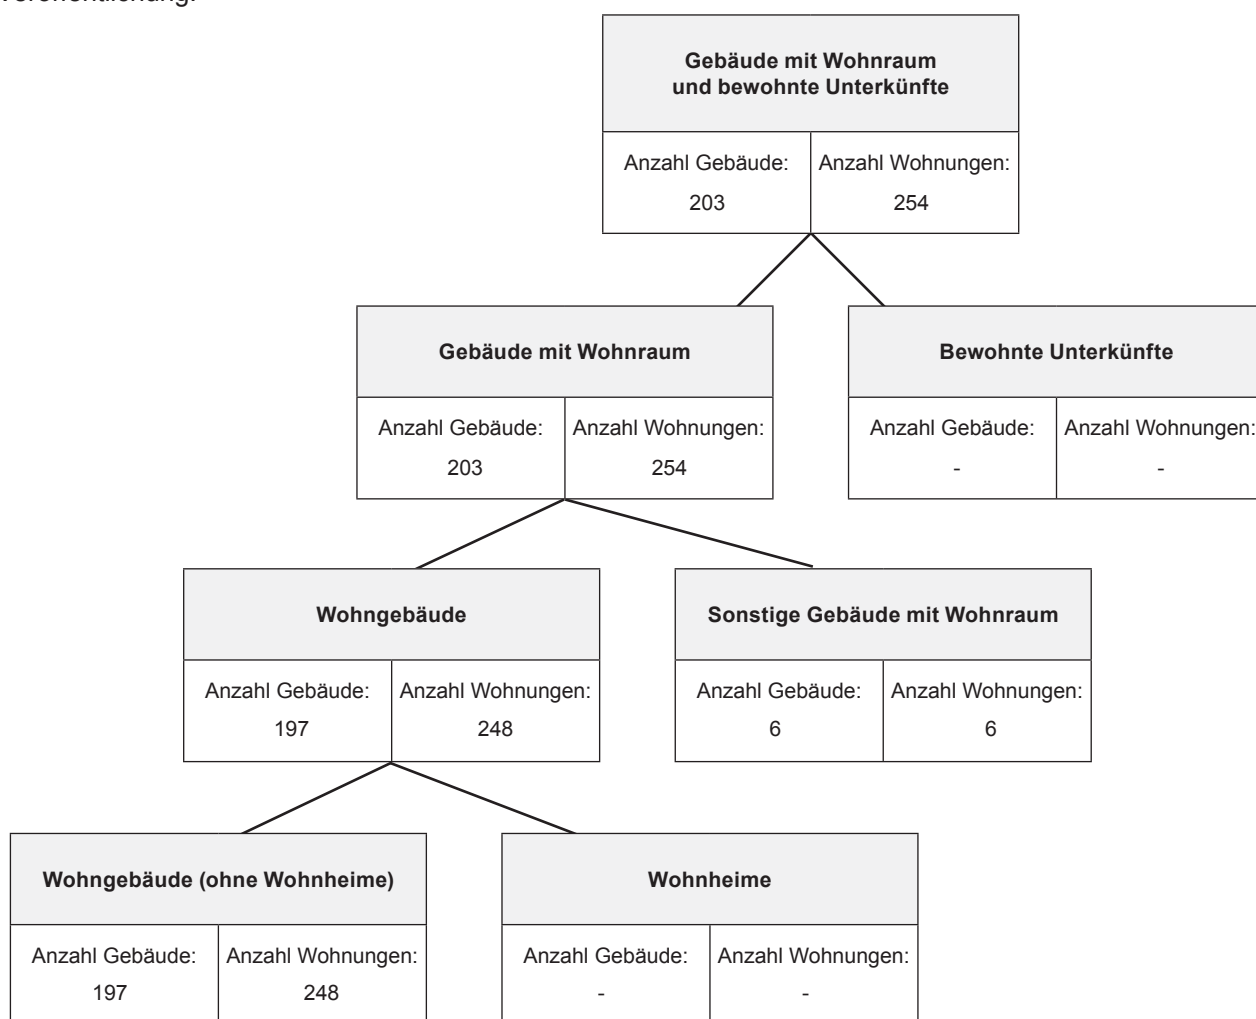 Gebäude mit Wohnraum
und bewohnte Unterkünfte
Anzahl Gebäude: Anzahl Wohnungen:
203 254
Gebäude mit Wohnraum
Bewohnte Unterkünfte
Anzahl Gebäude: Anzahl Wohnungen:
203 254
Anzahl Gebäude: Anzahl Wohnungen:
- -
Wohngebäude
Sonstige Gebäude mit Wohnraum
Anzahl Gebäude: Anzahl Wohnungen:
197 248
Anzahl Gebäude: Anzahl Wohnungen:
6 6
Wohngebäude (ohne Wohnheime)
Wohnheime
Anzahl Gebäude: Anzahl Wohnungen:
197 248
Anzahl Gebäude: Anzahl Wohnungen:
- -